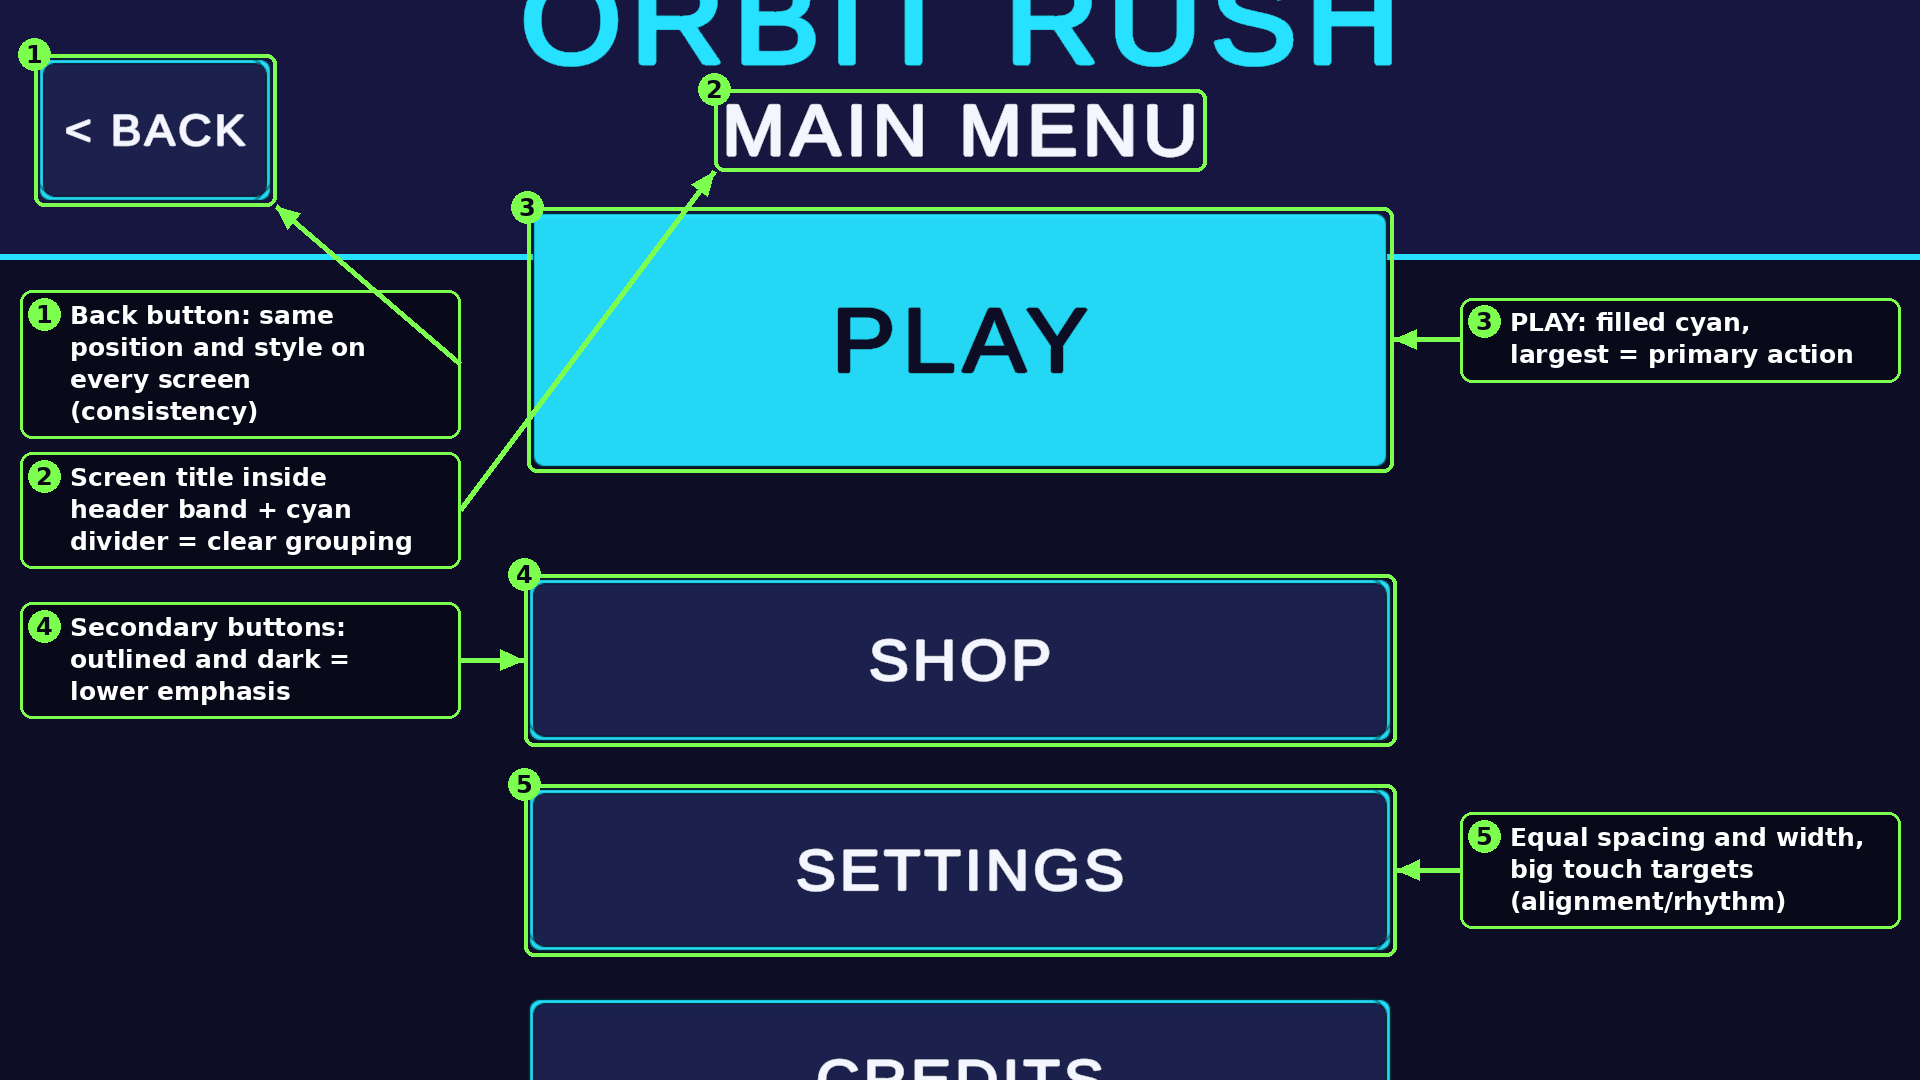 ORBIT RUSH
1
< BACK
2
MAIN MENU
3
PLAY
1 Back button: same
position and style on
every screen
(consistency)
3 PLAY: filled cyan,
largest = primary action
2 Screen title inside
header band + cyan
divider = clear grouping
4
SHOP
4 Secondary buttons:
outlined and dark =
lower emphasis
5
SETTINGS
5 Equal spacing and width,
big touch targets
(alignment/rhythm)
CREDITS